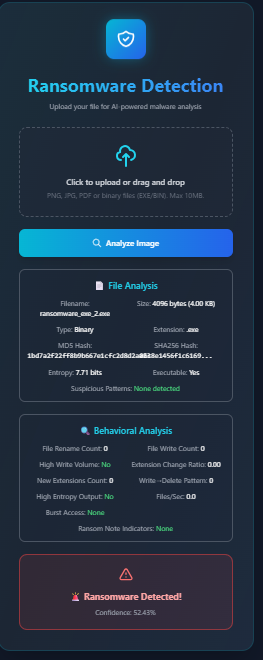 Ransomware Detection
Upload your file for AI-powered malware analysis
Click to upload or drag and drop
PNG, JPG, PDF or binary files (EXE/BIN). Max 10MB.
Analyze Image
File Analysis
Filename: Size: 4096 bytes (4.00 KB)
ransomware_exe_2.exe
Type: Binary Extension: .exe
MD5 Hash: SHA256 Hash:
Entropy: 7.71 bits Executable: Yes
Suspicious Patterns: None detected
Behavioral Analysis
File Rename Count: 0 File Write Count: 0
High Write Volume: No Extension Change Ratio: 0.00
New Extensions Count: 0 Write→Delete Pattern: 0
High Entropy Output: No Files/Sec: 0.0
Burst Access: None
Ransom Note Indicators: None
Ransomware Detected!
Confidence: 52.43%